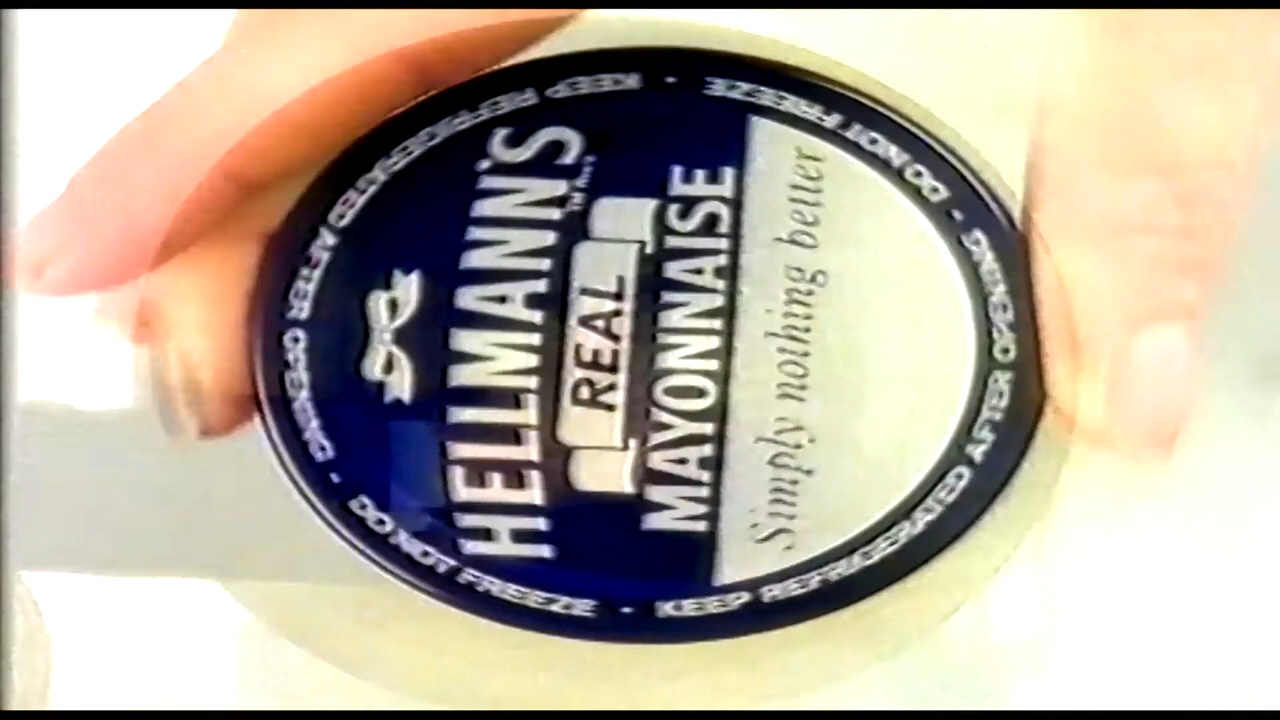 HELLMANN'S
REAL
MAYONNAISE
Simply nothing better
KEEP REFRIGERATED AFTER OPENING · DO NOT FREEZE · KEEP REFRIGERATED AFTER OPENING · DO NOT FREEZE ·